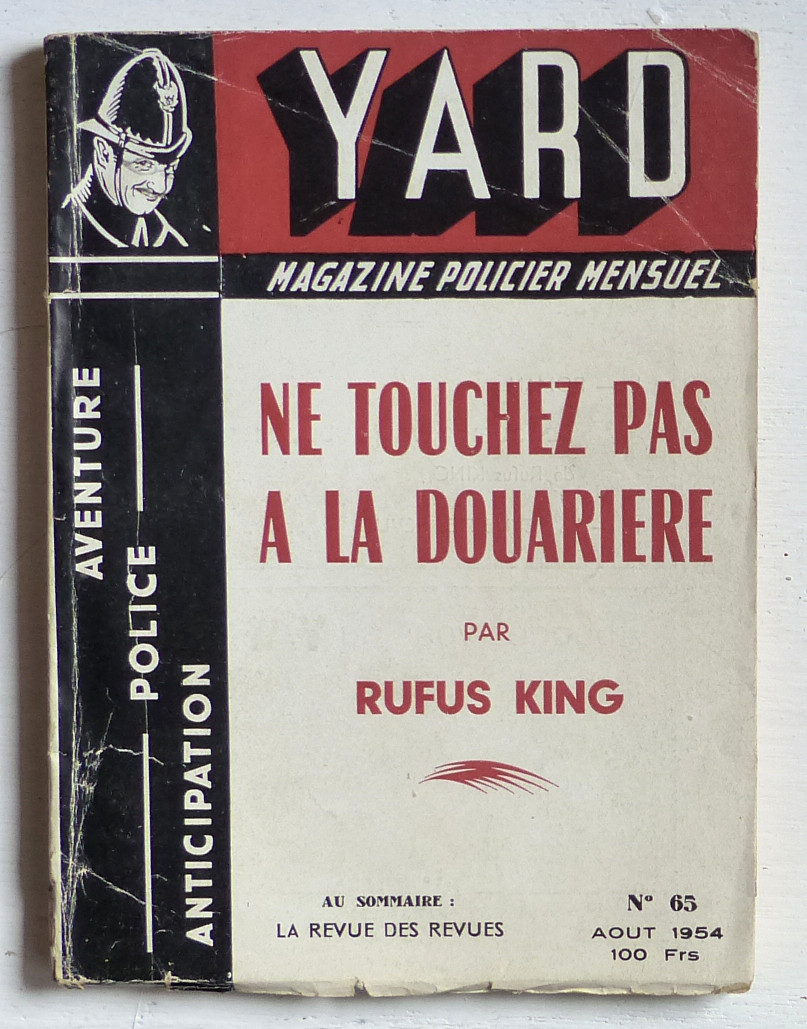 YARD
MAGAZINE POLICIER MENSUEL
AVENTURE
POLICE
ANTICIPATION
NE TOUCHEZ PAS
A LA DOUARIERE
PAR
RUFUS KING
AU SOMMAIRE :
LA REVUE DES REVUES
Nº 65
AOUT 1954
100 Frs